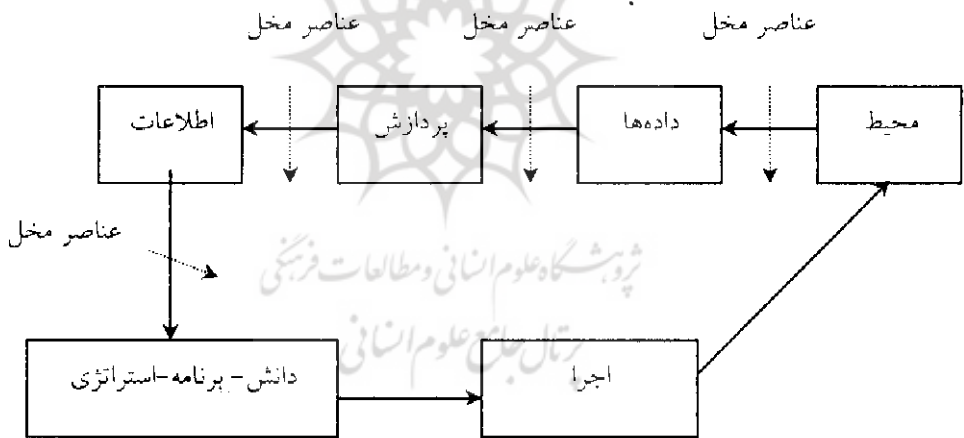 عناصر مخل
عناصر مخل
عناصر مخل
محیط
داده‌ها
پردازش
اطلاعات
عناصر مخل
پژوهشگاه علوم انسانی و مطالعات فرهنگی
پرتال جامع علوم انسانی
دانش-برنامه-استراتژی
اجرا